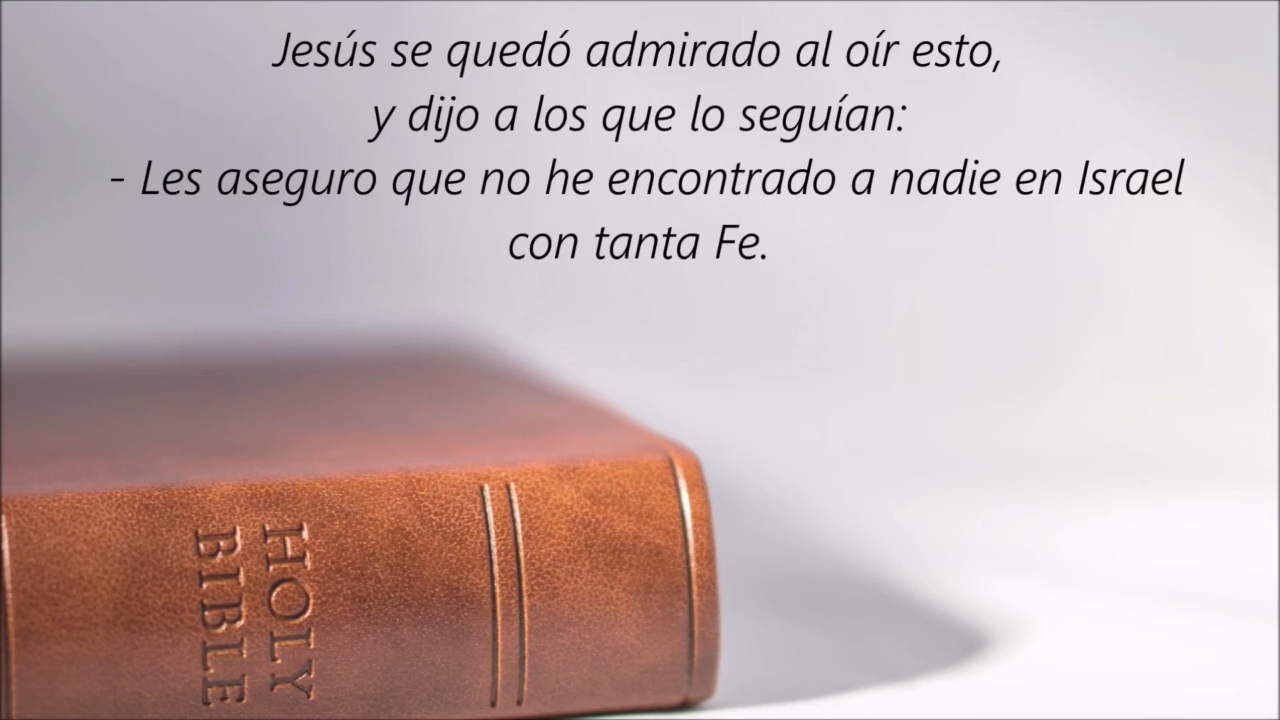 Jesús se quedó admirado al oír esto,
y dijo a los que lo seguían:
- Les aseguro que no he encontrado a nadie en Israel
con tanta Fe.
HOLY
BIBLE